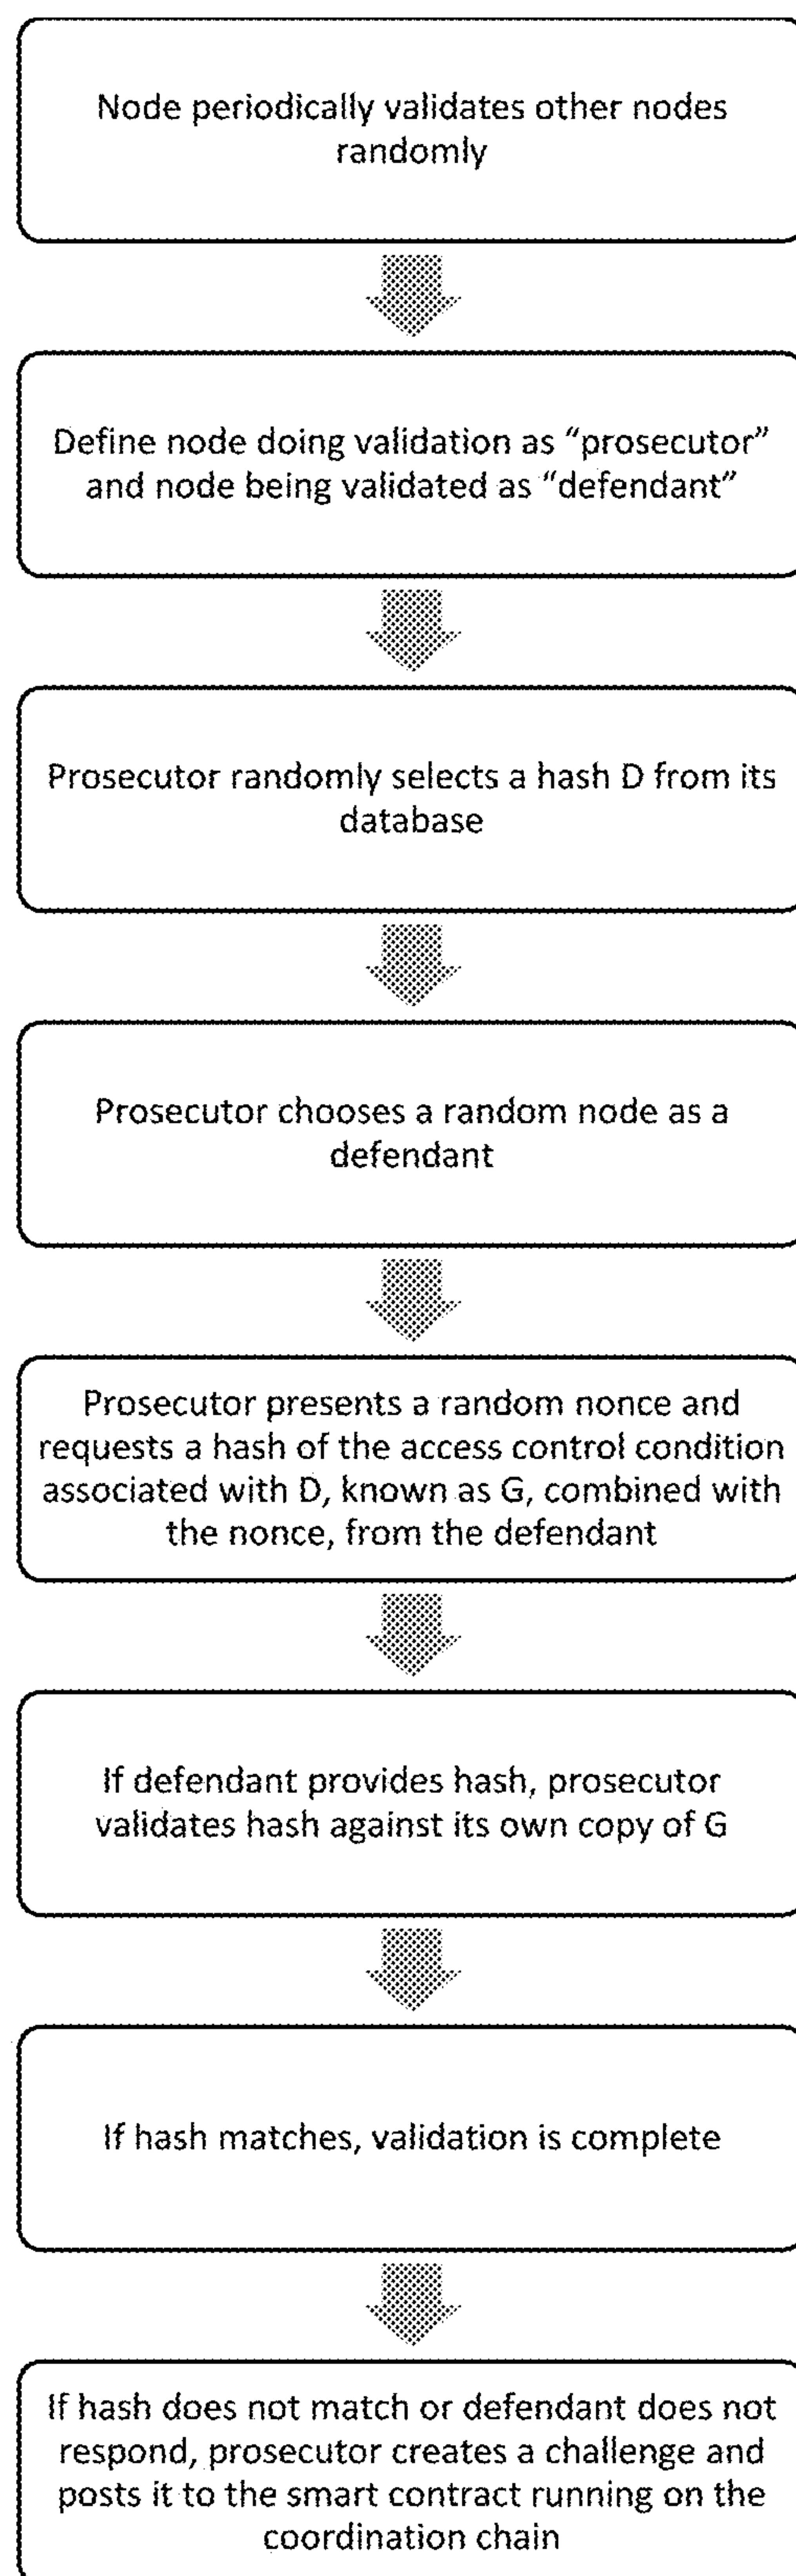 Node periodically validates other nodes
randomly
Define node doing validation as “prosecutor”
and node being validated as “defendant”
Prosecutor randomly selects a hash D from its
database
Prosecutor chooses a random node as a
defendant
Prosecutor presents a random nonce and
requests a hash of the access control condition
associated with D, known as G, combined with
the nonce, from the defendant
If defendant provides hash, prosecutor
validates hash against its own copy of G
If hash matches, validation is complete
If hash does not match or defendant does not
respond, prosecutor creates a challenge and
posts it to the smart contract running on the
coordination chain